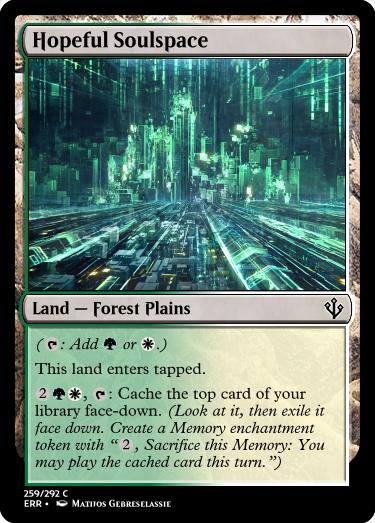 Hopeful Soulspace
Land — Forest Plains
(: Add or .)
This land enters tapped.
2, : Cache the top card of your
library face-down. (Look at it, then exile it
face down. Create a Memory enchantment
token with “2, Sacrifice this Memory: You
may play the cached card this turn.”)
259/292 C
ERR • Matijos Gebreselassie